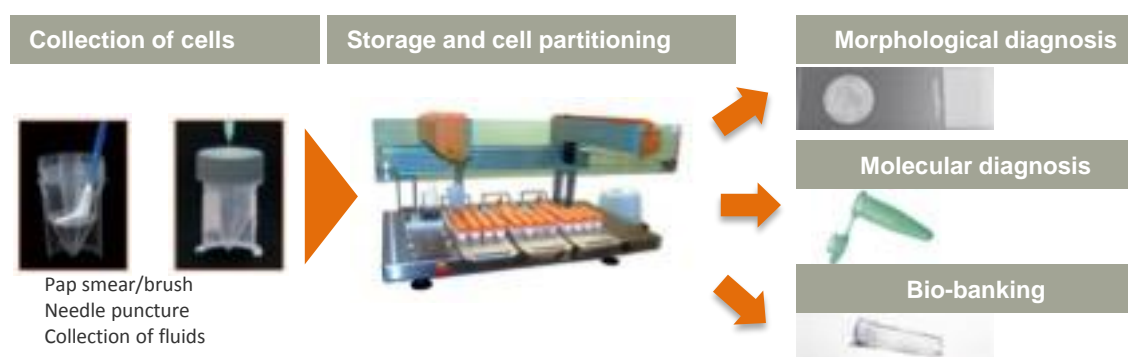 Collection of cells
Storage and cell partitioning
Morphological diagnosis
Molecular diagnosis
Pap smear/brush
Needle puncture
Collection of fluids
Bio-banking